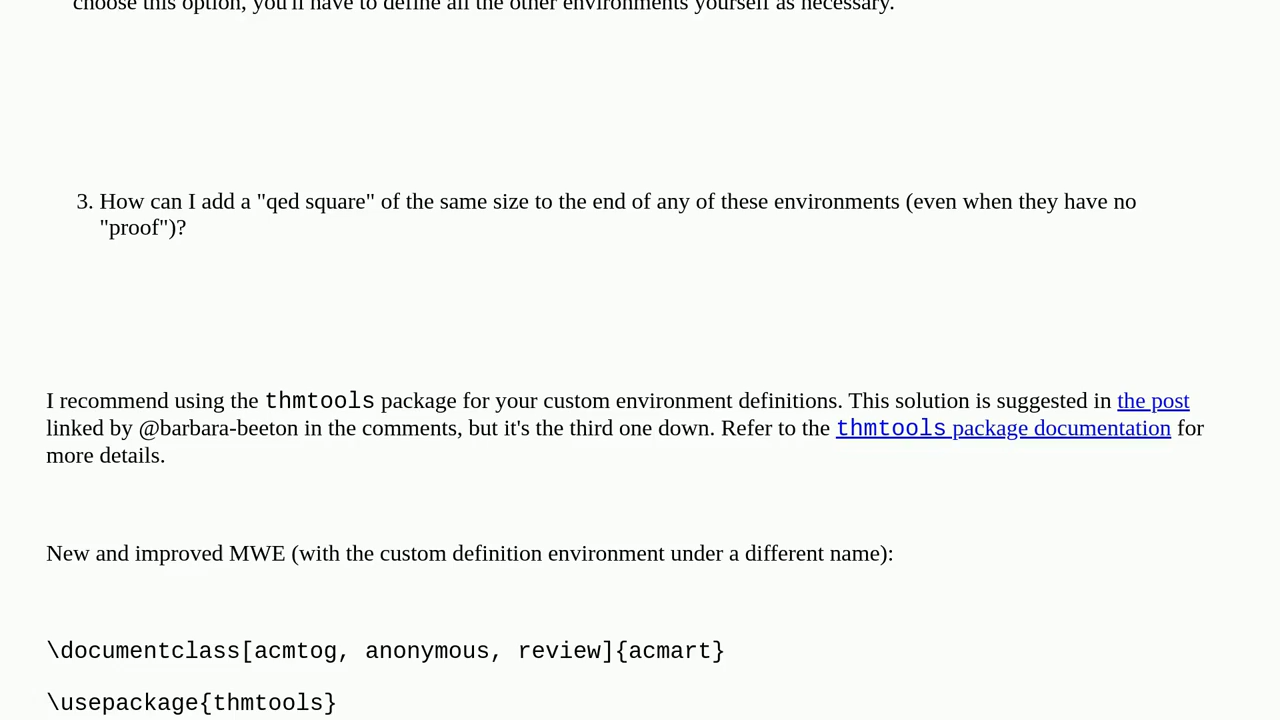 choose this option, you'll have to define all the other environments yourself as necessary.
3. How can I add a "qed square" of the same size to the end of any of these environments (even when they have no
"proof")?
I recommend using the thmtools package for your custom environment definitions. This solution is suggested in the post
linked by @barbara-beeton in the comments, but it's the third one down. Refer to the thmtools package documentation for
more details.
New and improved MWE (with the custom definition environment under a different name):
\documentclass[acmtog, anonymous, review]{acmart}
\usepackage{thmtools}